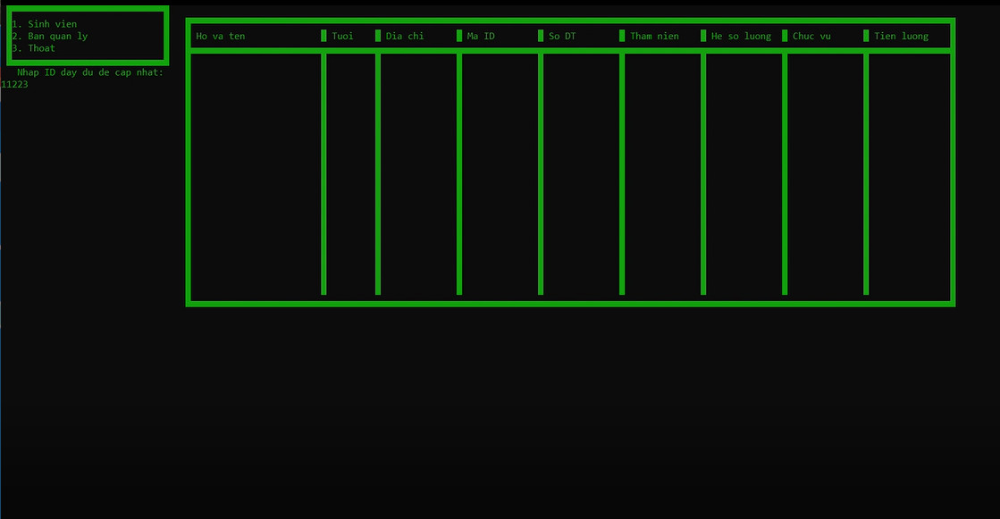 1. Sinh vien
2. Ban quan ly
3. Thoat
Nhap ID day du de cap nhat:
11223
Ho va ten Tuoi Dia chi Ma ID So DT Tham nien He so luong Chuc vu Tien luong